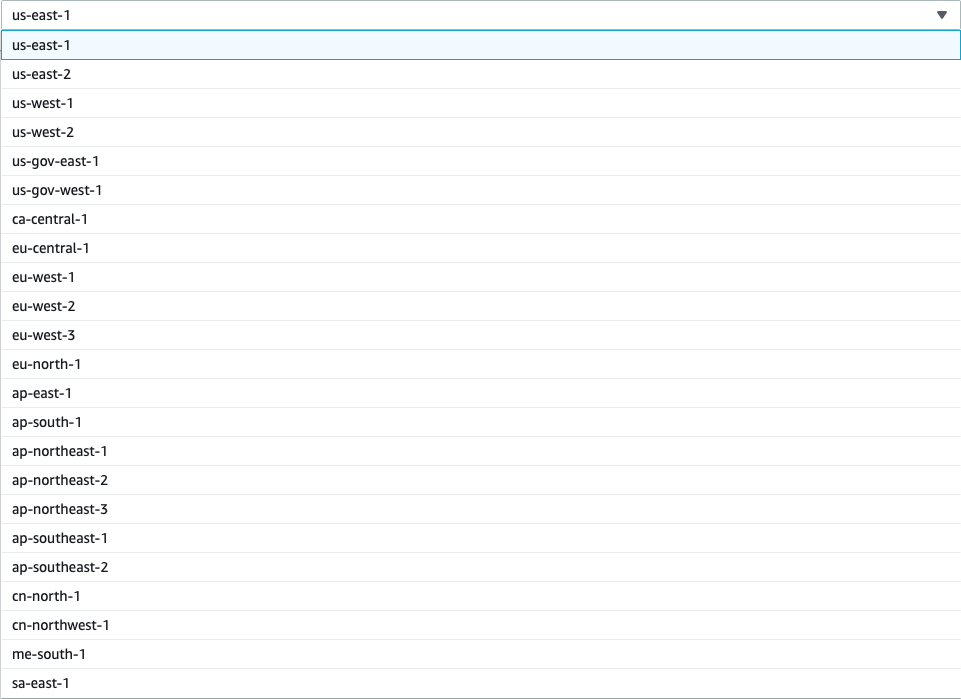 us-east-1
us-east-1
us-east-2
us-west-1
us-west-2
us-gov-east-1
us-gov-west-1
ca-central-1
eu-central-1
eu-west-1
eu-west-2
eu-west-3
eu-north-1
ap-east-1
ap-south-1
ap-northeast-1
ap-northeast-2
ap-northeast-3
ap-southeast-1
ap-southeast-2
cn-north-1
cn-northwest-1
me-south-1
sa-east-1